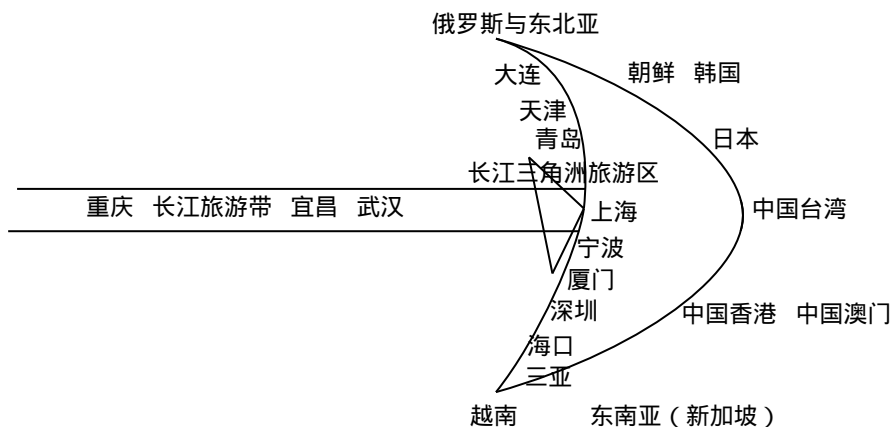 俄罗斯与东北亚
大连
朝鲜 韩国
天津
青岛
日本
长江三角洲旅游区
重庆 长江旅游带 宜昌 武汉
上海
中国台湾
宁波
厦门
深圳
中国香港 中国澳门
海口
三亚
越南
东南亚（新加坡）